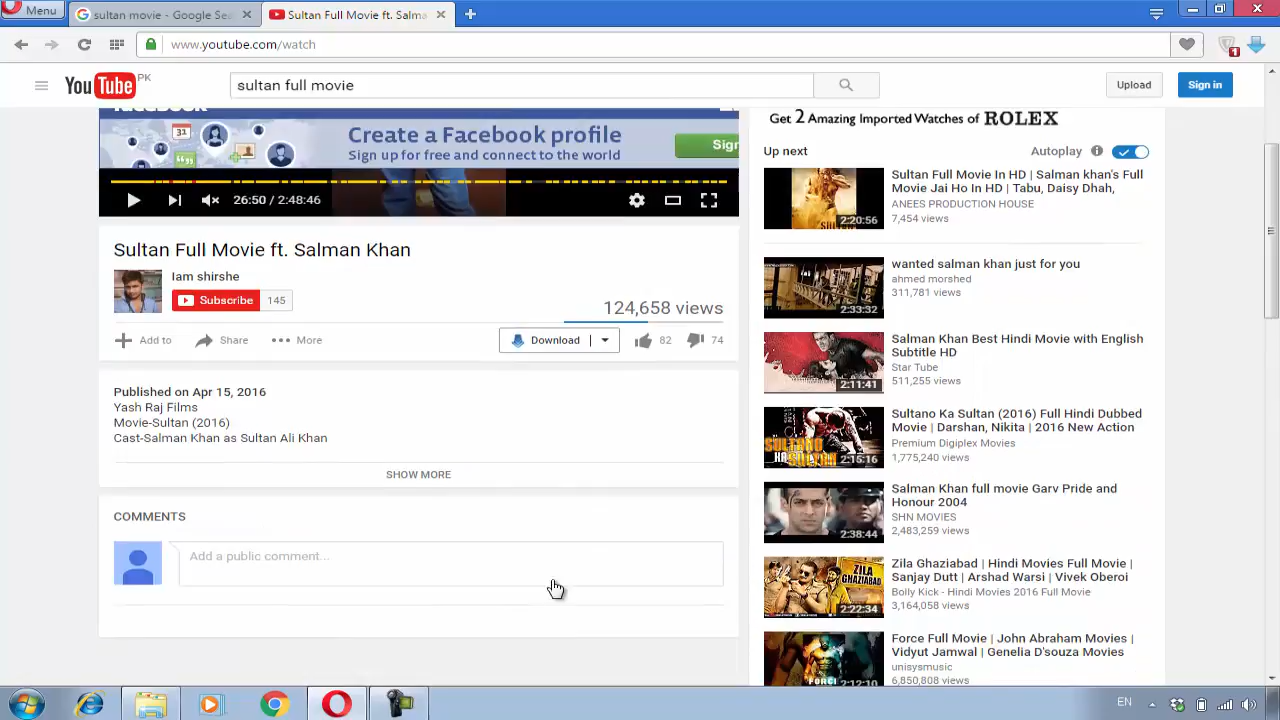 Menu
sultan movie - Google Sea
Sultan Full Movie ft. Salma
www.youtube.com/watch
1
YouTube PK
sultan full movie
Upload
Sign in
31
Create a Facebook profile
Sign up for free and connect to the world
Sign
26:50 / 2:48:46
Sultan Full Movie ft. Salman Khan
Iam shirshe
Subscribe 145
124,658 views
Add to
Share
More
Download
82
74
Published on Apr 15, 2016
Yash Raj Films
Movie-Sultan (2016)
Cast-Salman Khan as Sultan Ali Khan
SHOW MORE
COMMENTS
Add a public comment...
Get 2 Amazing Imported Watches of ROLEX
Up next
Autoplay
2:20:56
Sultan Full Movie In HD | Salman khan's Full
Movie Jai Ho In HD | Tabu, Daisy Dhah,
ANEES PRODUCTION HOUSE
7,454 views
2:33:32
wanted salman khan just for you
ahmed morshed
311,781 views
2:11:41
Salman Khan Best Hindi Movie with English
Subtitle HD
Star Tube
511,255 views
SULTANO
KA SULTAN
2:15:16
Sultano Ka Sultan (2016) Full Hindi Dubbed
Movie | Darshan, Nikita | 2016 New Action
Premium Digiplex Movies
1,775,240 views
2:38:44
Salman Khan full movie Garv Pride and
Honour 2004
SHN MOVIES
2,483,259 views
ZILA
GHAZIABAD
2:22:34
Zila Ghaziabad | Hindi Movies Full Movie |
Sanjay Dutt | Arshad Warsi | Vivek Oberoi
Bolly Kick - Hindi Movies 2016 Full Movie
3,164,058 views
2:12:10
Force Full Movie | John Abraham Movies |
Vidyut Jamwal | Genelia D'souza Movies
unisysmusic
6,850,808 views
EN